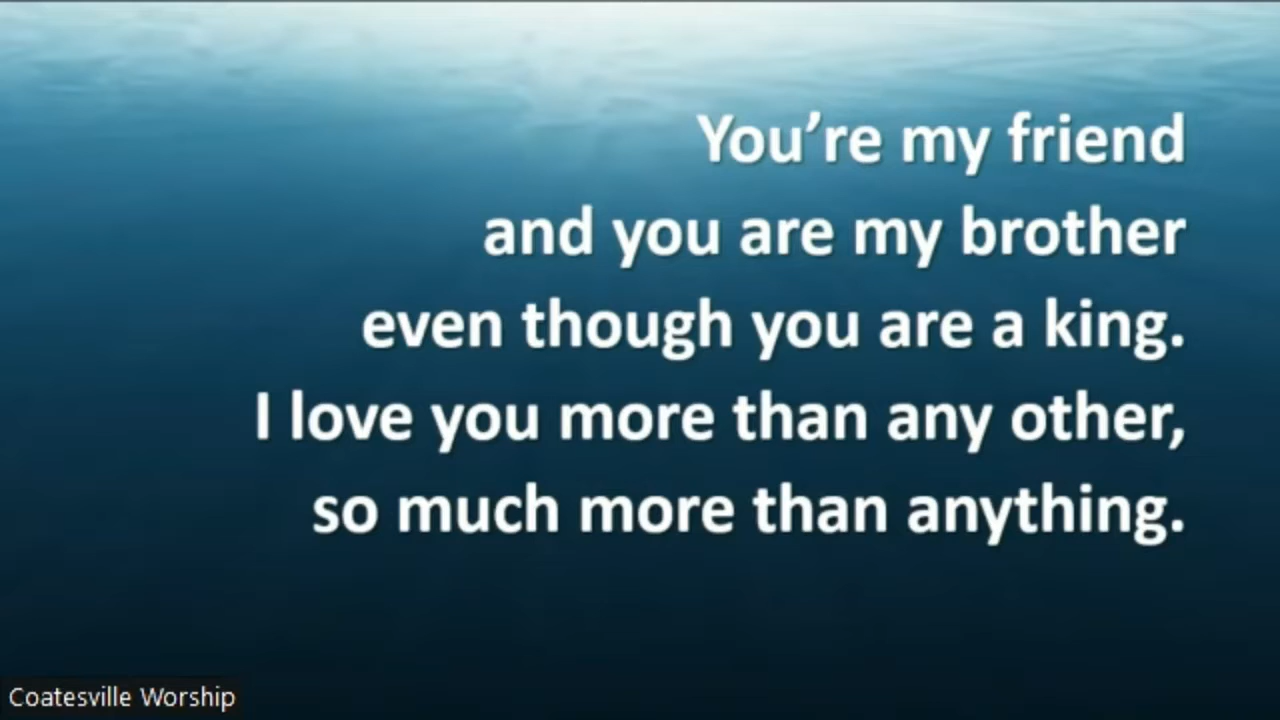 You’re my friend
and you are my brother
even though you are a king.
I love you more than any other,
so much more than anything.
Coatesville Worship